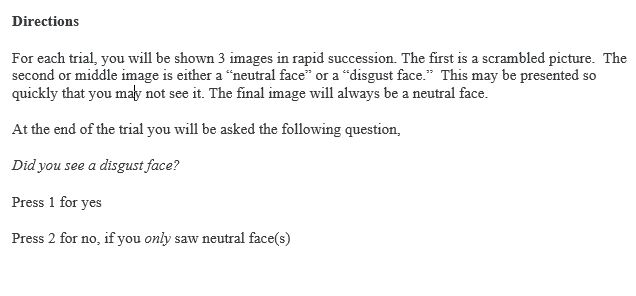 Directions
For each trial, you will be shown 3 images in rapid succession. The first is a scrambled picture.  The
second or middle image is either a “neutral face” or a “disgust face.”  This may be presented so
quickly that you may not see it. The final image will always be a neutral face.
At the end of the trial you will be asked the following question,
Did you see a disgust face?
Press 1 for yes
Press 2 for no, if you only saw neutral face(s)